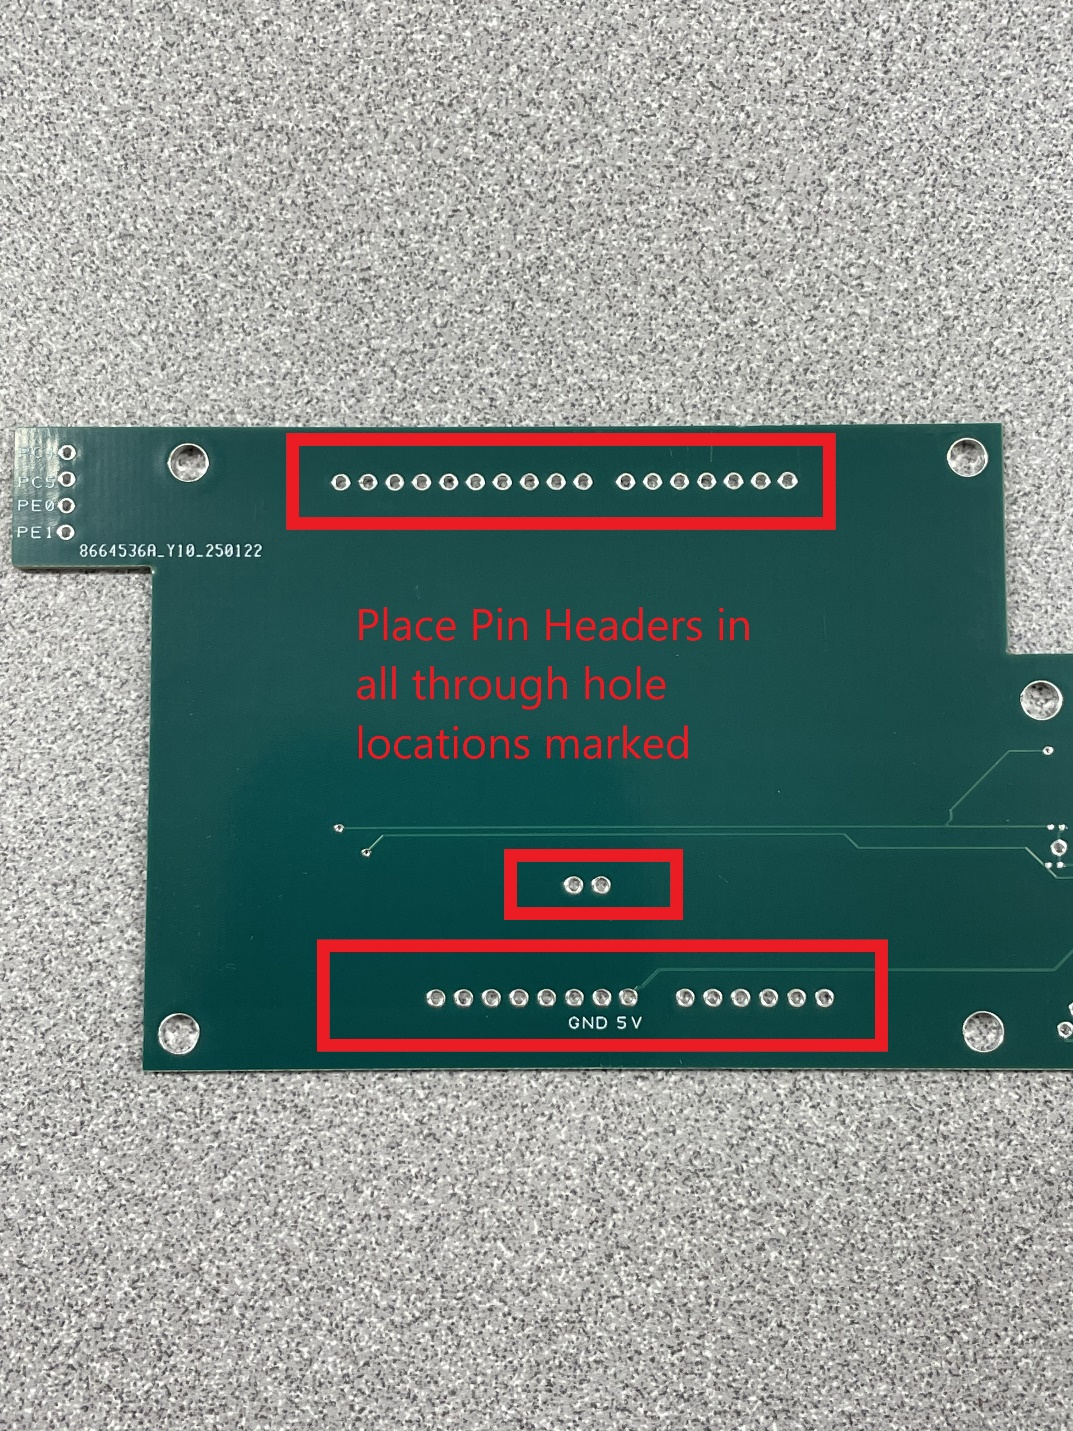 PC5
PE0
PE1
8664536A_Y10_250122
Place Pin Headers in
all through hole
locations marked
GND 5V